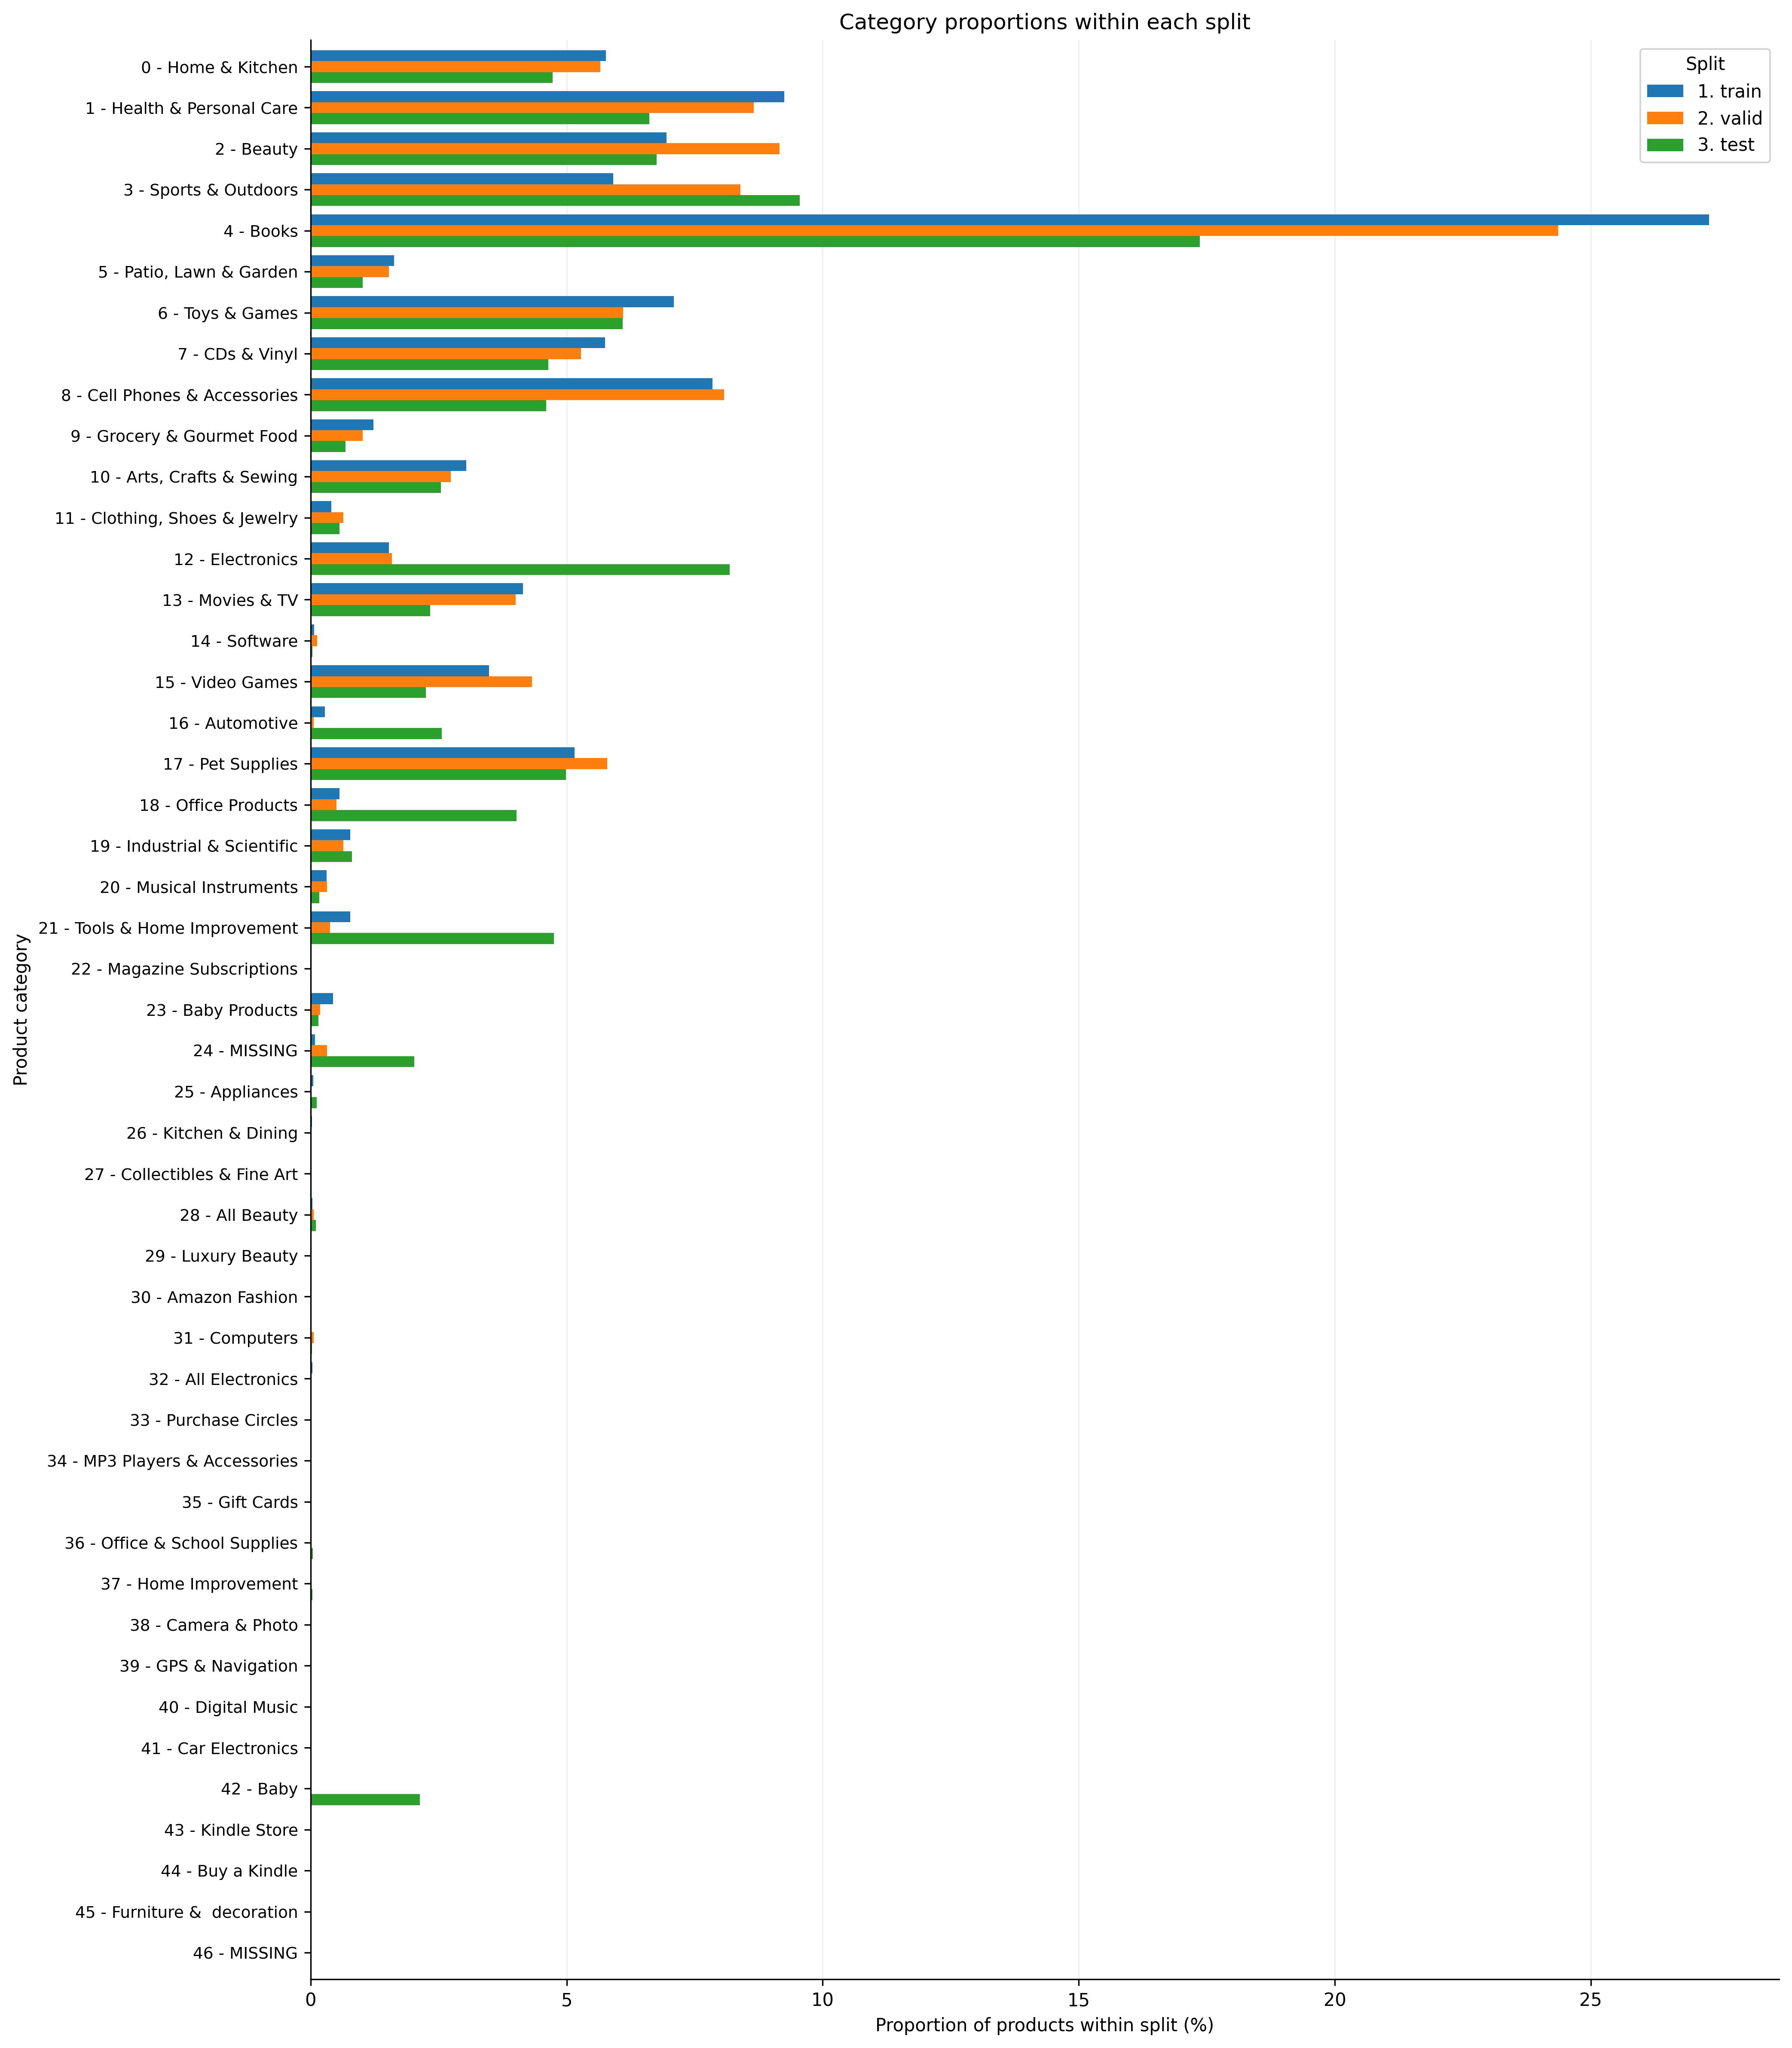 Category proportions within each split
Split
1. train
2. valid
3. test
Product category
0 - Home & Kitchen
1 - Health & Personal Care
2 - Beauty
3 - Sports & Outdoors
4 - Books
5 - Patio, Lawn & Garden
6 - Toys & Games
7 - CDs & Vinyl
8 - Cell Phones & Accessories
9 - Grocery & Gourmet Food
10 - Arts, Crafts & Sewing
11 - Clothing, Shoes & Jewelry
12 - Electronics
13 - Movies & TV
14 - Software
15 - Video Games
16 - Automotive
17 - Pet Supplies
18 - Office Products
19 - Industrial & Scientific
20 - Musical Instruments
21 - Tools & Home Improvement
22 - Magazine Subscriptions
23 - Baby Products
24 - MISSING
25 - Appliances
26 - Kitchen & Dining
27 - Collectibles & Fine Art
28 - All Beauty
29 - Luxury Beauty
30 - Amazon Fashion
31 - Computers
32 - All Electronics
33 - Purchase Circles
34 - MP3 Players & Accessories
35 - Gift Cards
36 - Office & School Supplies
37 - Home Improvement
38 - Camera & Photo
39 - GPS & Navigation
40 - Digital Music
41 - Car Electronics
42 - Baby
43 - Kindle Store
44 - Buy a Kindle
45 - Furniture &  decoration
46 - MISSING
0 5 10 15 20 25
Proportion of products within split (%)